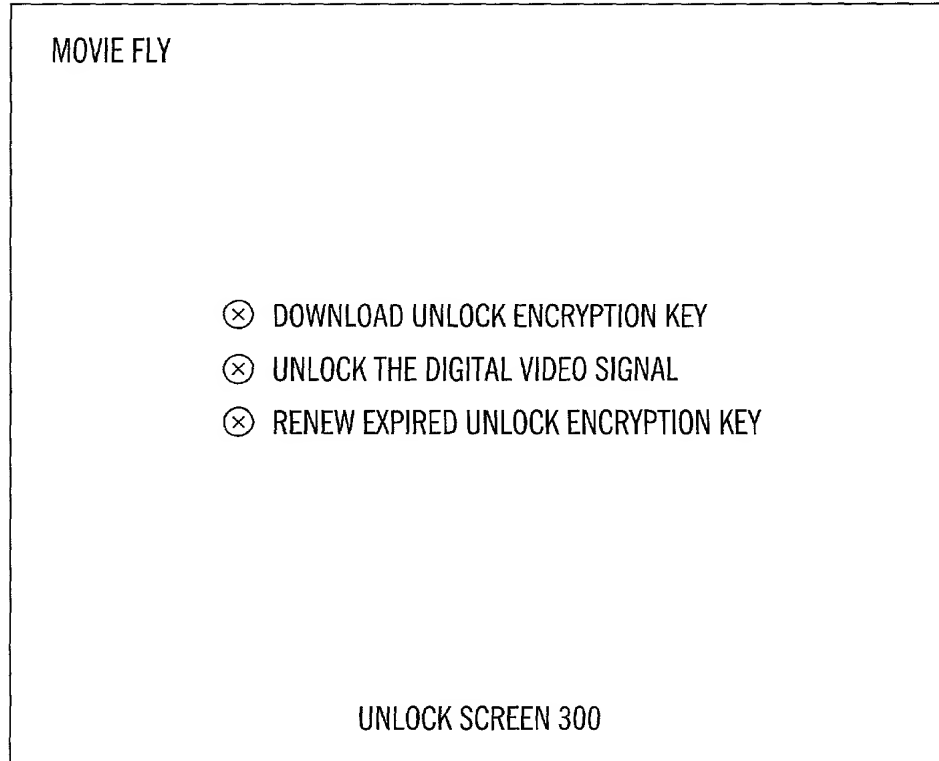 MOVIE FLY
⊗ DOWNLOAD UNLOCK ENCRYPTION KEY
⊗ UNLOCK THE DIGITAL VIDEO SIGNAL
⊗ RENEW EXPIRED UNLOCK ENCRYPTION KEY
UNLOCK SCREEN 300